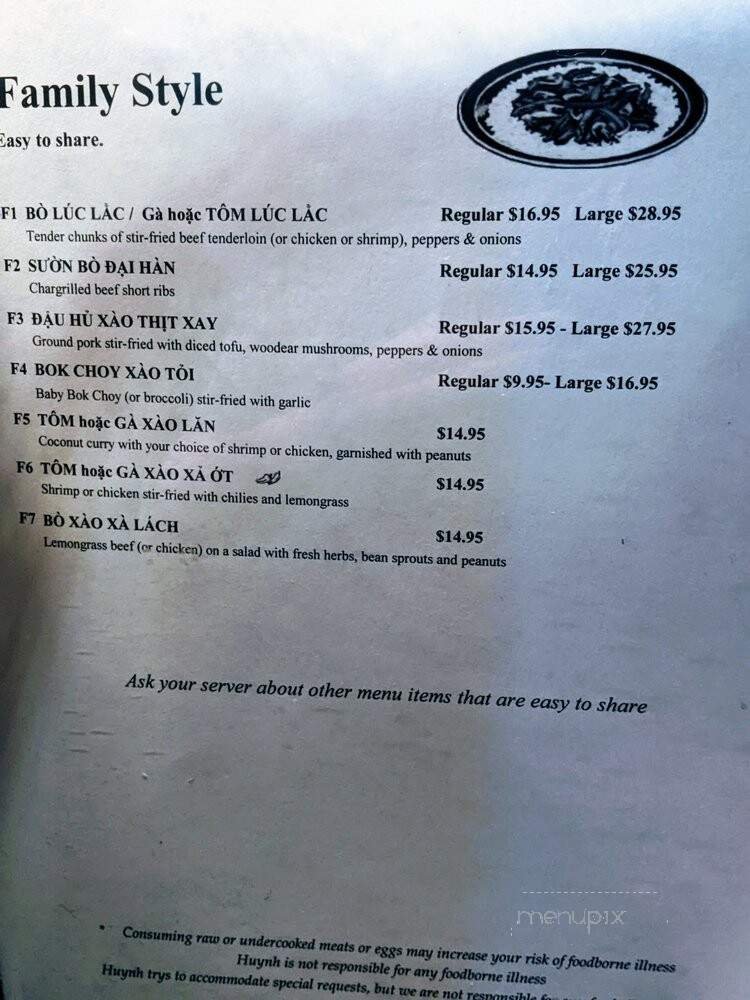 Family Style
Easy to share.
F1 BÒ LÚC LẮC / Gà hoặc TÔM LÚC LẮC Regular $16.95 Large $28.95
Tender chunks of stir-fried beef tenderloin (or chicken or shrimp), peppers & onions
F2 SƯỜN BÒ ĐẠI HÀN Regular $14.95 Large $25.95
Chargrilled beef short ribs
F3 ĐẬU HỦ XÀO THỊT XAY Regular $15.95 - Large $27.95
Ground pork stir-fried with diced tofu, woodear mushrooms, peppers & onions
F4 BOK CHOY XÀO TỎI Regular $9.95- Large $16.95
Baby Bok Choy (or broccoli) stir-fried with garlic
F5 TÔM hoặc GÀ XÀO LĂN $14.95
Coconut curry with your choice of shrimp or chicken, garnished with peanuts
F6 TÔM hoặc GÀ XÀO XẢ ỚT $14.95
Shrimp or chicken stir-fried with chilies and lemongrass
F7 BÒ XÀO XÀ LÁCH $14.95
Lemongrass beef (or chicken) on a salad with fresh herbs, bean sprouts and peanuts
Ask your server about other menu items that are easy to share
menupix
* Consuming raw or undercooked meats or eggs may increase your risk of foodborne illness
Huynh is not responsible for any foodborne illness
Huynh trys to accommodate special requests, but we are not responsible